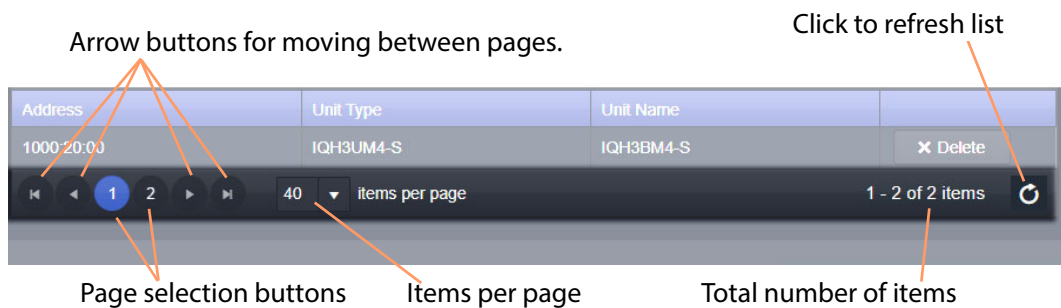 Click to refresh list
Arrow buttons for moving between pages.
Address Unit Type Unit Name
1000:20:00 IQH3UM4-S IQH3BM4-S × Delete
1 2 40 items per page 1 - 2 of 2 items
Page selection buttons Items per page Total number of items